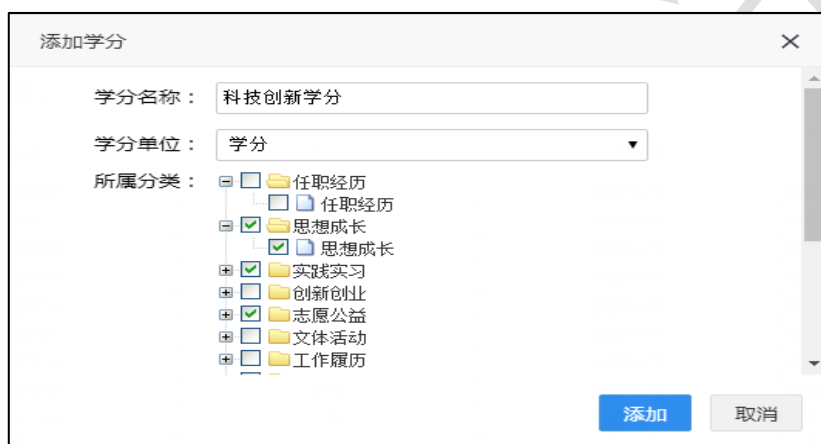 添加学分
学分名称： 科技创新学分
学分单位： 学分
所属分类： 任职经历
任职经历
思想成长
思想成长
实践实习
创新创业
志愿公益
文体活动
工作履历
添加 取消